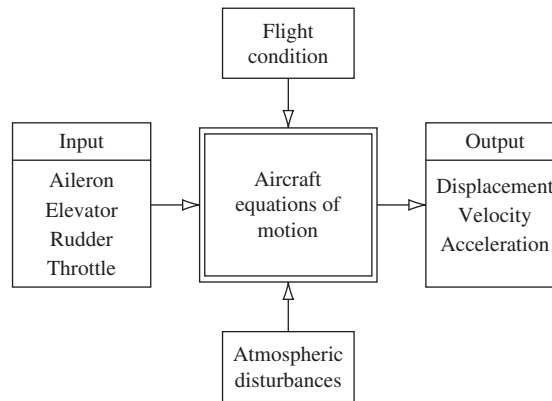 Flight
condition
Input
Aileron
Elevator
Rudder
Throttle
Aircraft
equations of
motion
Output
Displacement
Velocity
Acceleration
Atmospheric
disturbances